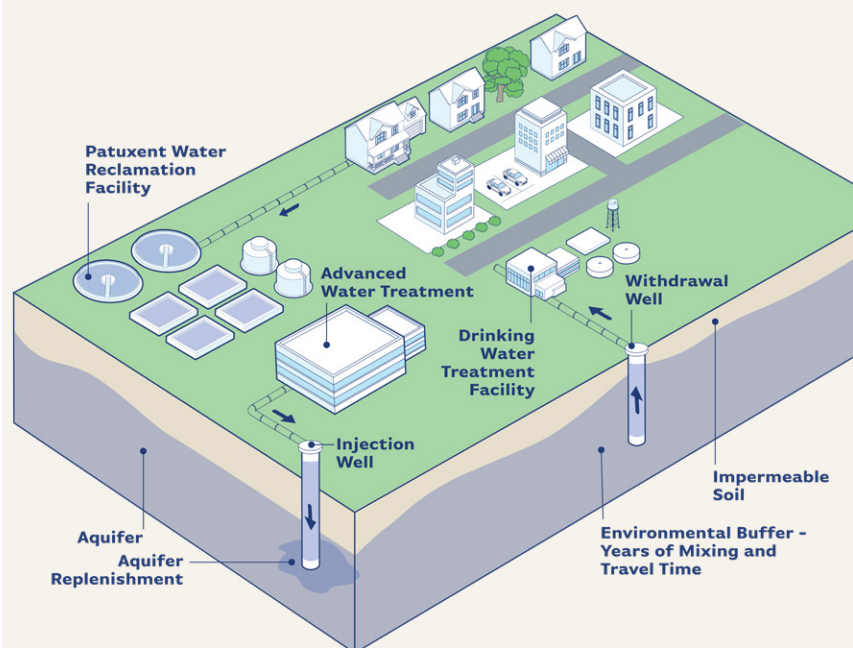 Patuxent Water
Reclamation
Facility
Advanced
Water Treatment
Withdrawal
Well
Drinking
Water
Treatment
Facility
Injection
Well
Impermeable
Soil
Aquifer
Aquifer
Replenishment
Environmental Buffer -
Years of Mixing and
Travel Time